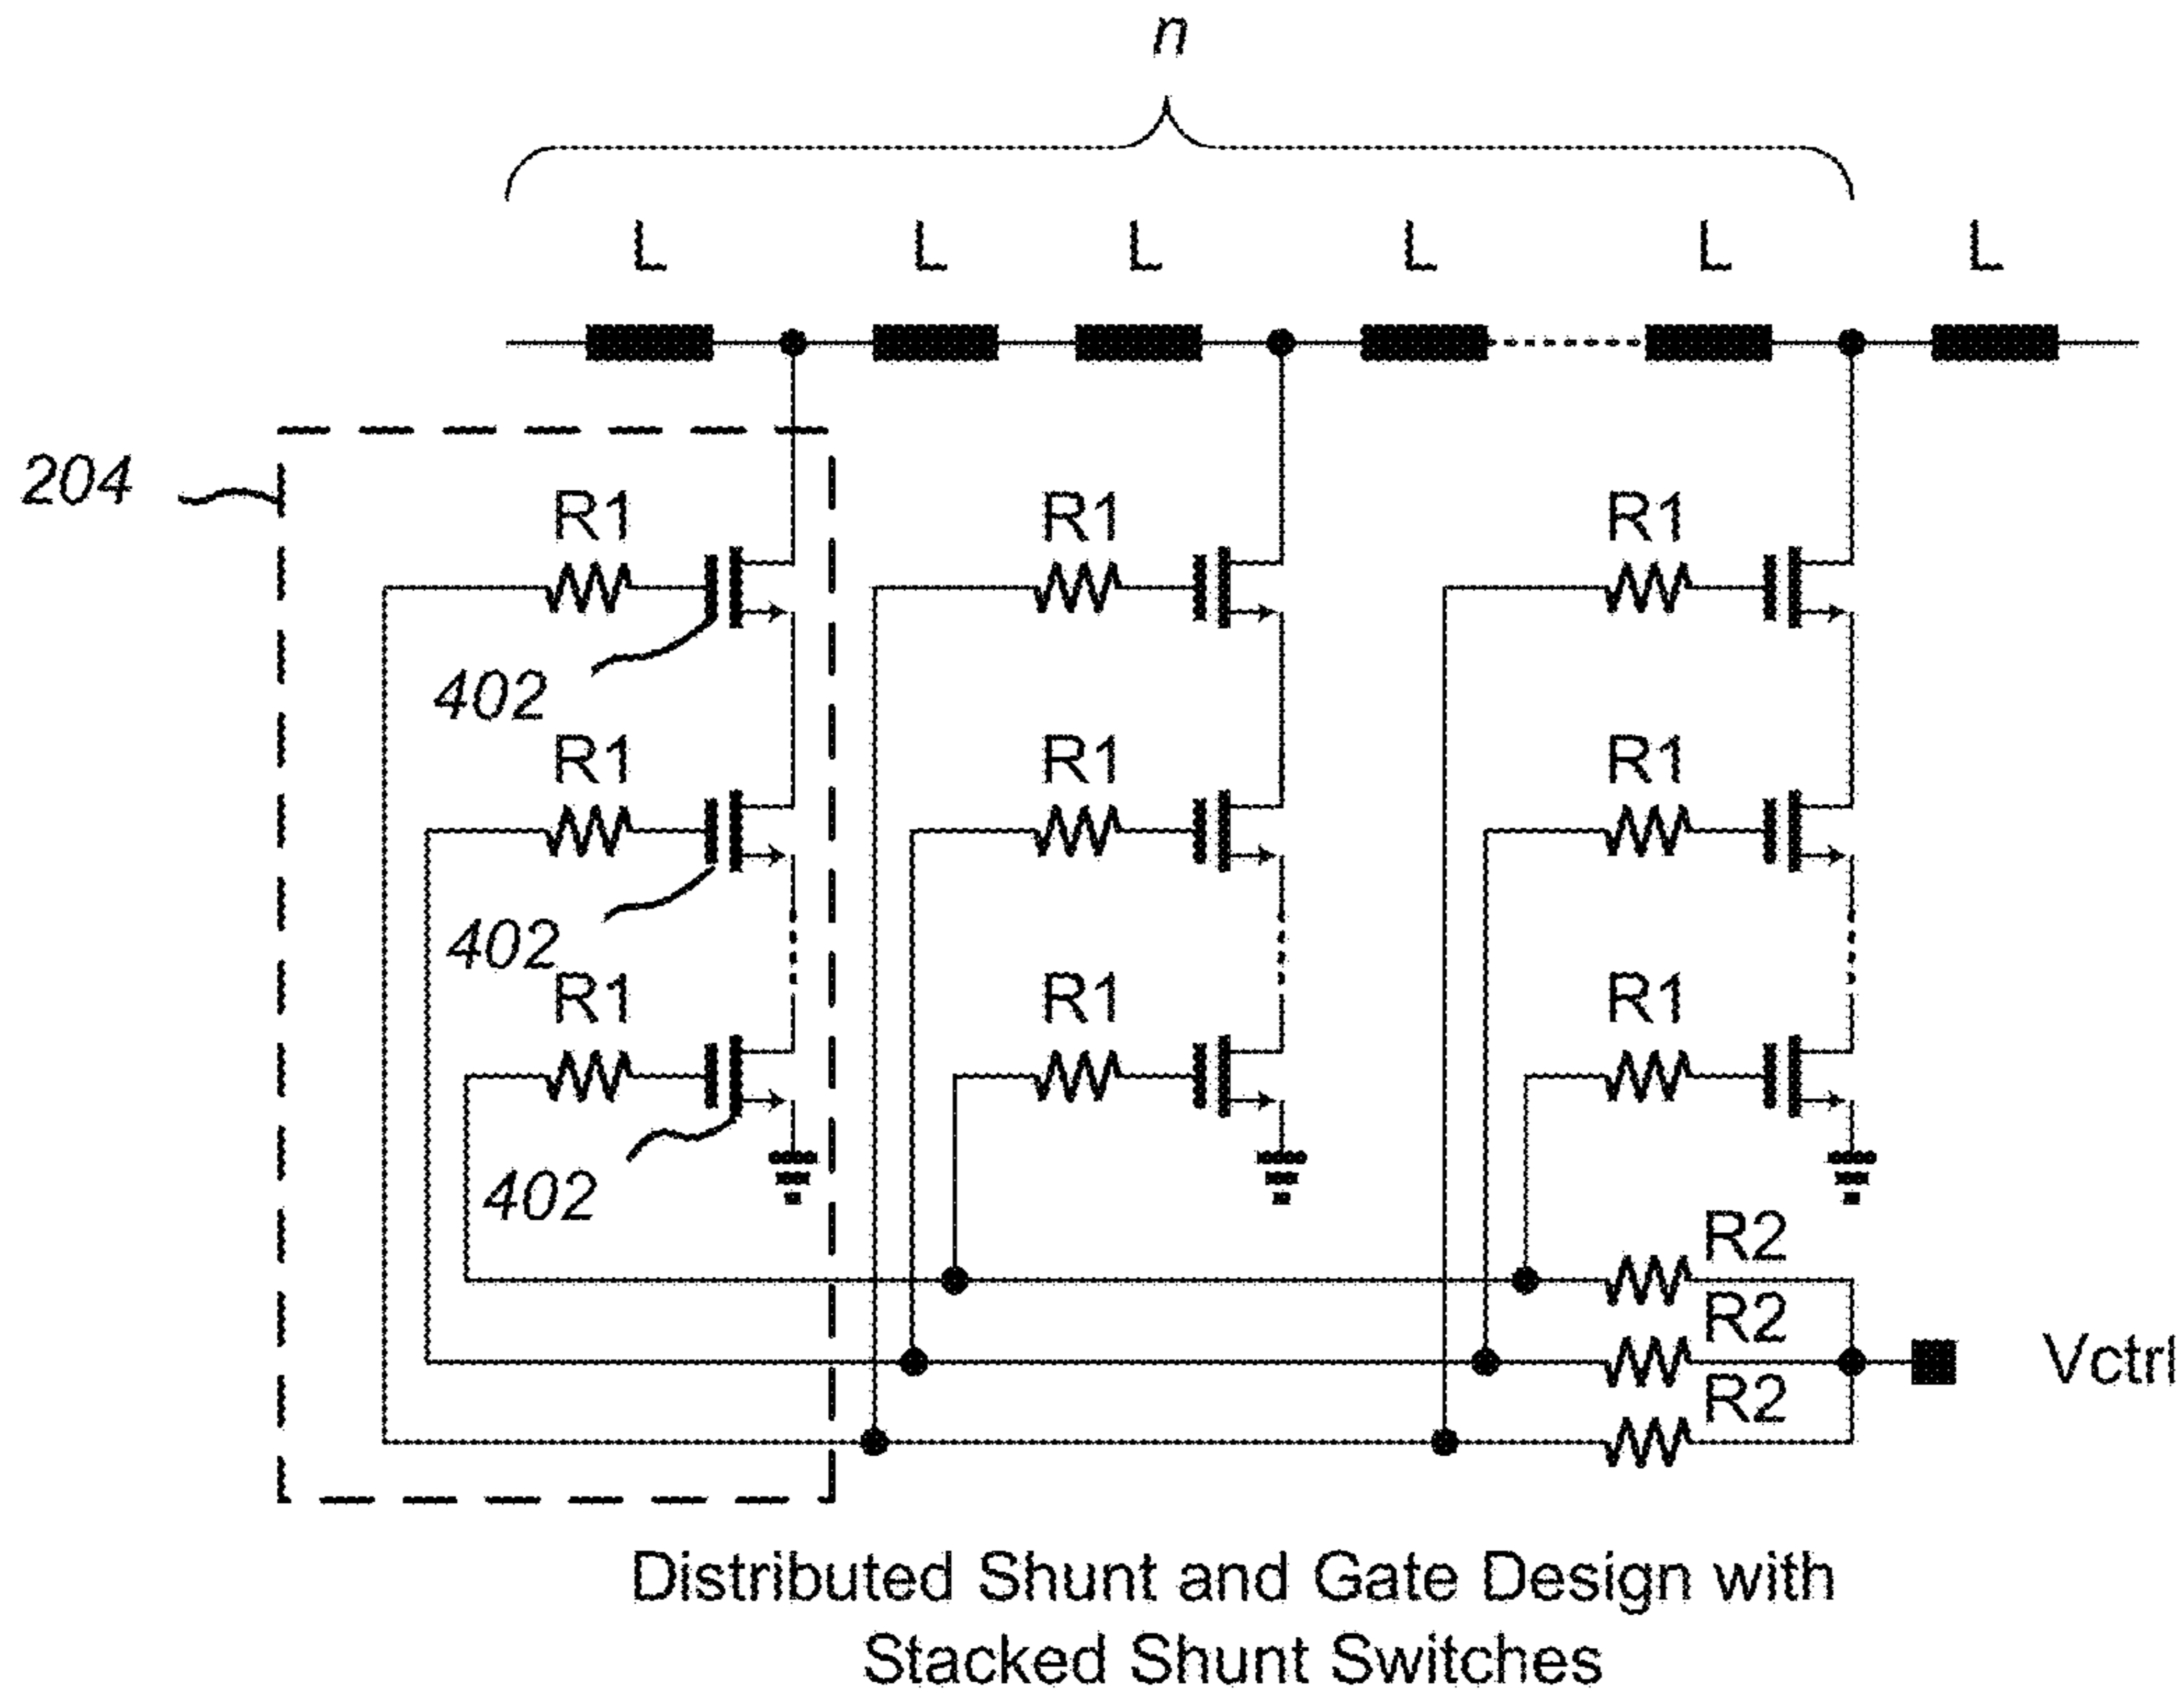 n
L L L L L L
204
R1 R1 R1
402
R1 R1 R1
402
R1 R1 R1
402
R2
R2
Vctrl
R2
Distributed Shunt and Gate Design with
Stacked Shunt Switches